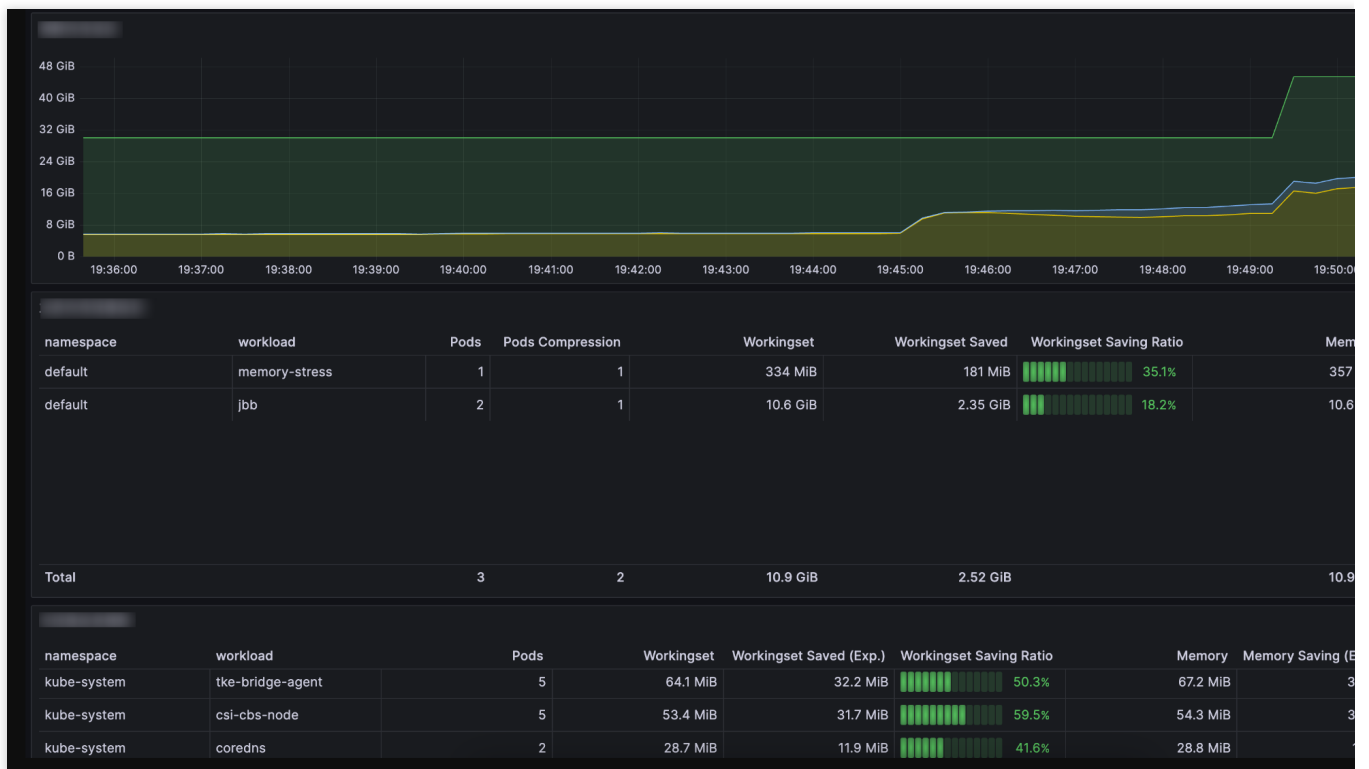 48 GiB
40 GiB
32 GiB
24 GiB
16 GiB
8 GiB
0 B
19:36:00 19:37:00 19:38:00 19:39:00 19:40:00 19:41:00 19:42:00 19:43:00 19:44:00 19:45:00 19:46:00 19:47:00 19:48:00 19:49:00 19:50:0
namespace workload Pods Pods Compression Workingset Workingset Saved Workingset Saving Ratio Mem
default memory-stress 1 1 334 MiB 181 MiB 35.1% 357
default jbb 2 1 10.6 GiB 2.35 GiB 18.2% 10.6
Total 3 2 10.9 GiB 2.52 GiB 10.9
namespace workload Pods Workingset Workingset Saved (Exp.) Workingset Saving Ratio Memory Memory Saving (E
kube-system tke-bridge-agent 5 64.1 MiB 32.2 MiB 50.3% 67.2 MiB 3
kube-system csi-cbs-node 5 53.4 MiB 31.7 MiB 59.5% 54.3 MiB 3
kube-system coredns 2 28.7 MiB 11.9 MiB 41.6% 28.8 MiB